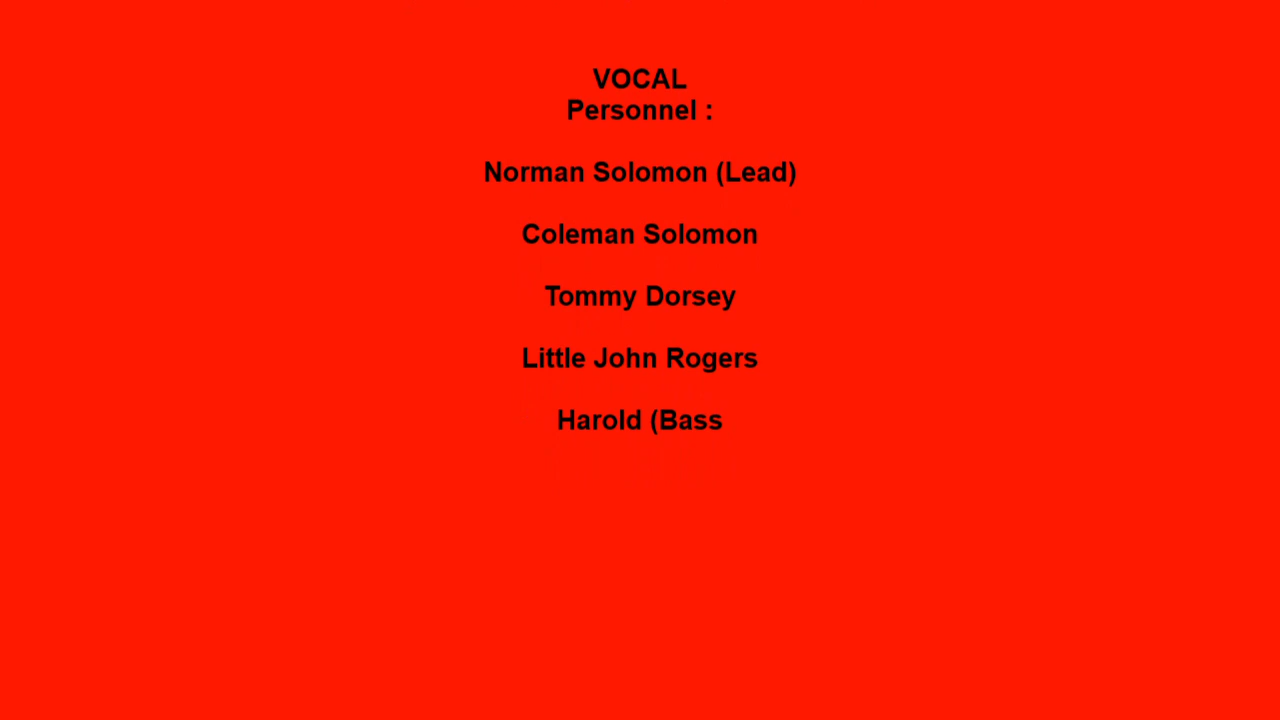 VOCAL
Personnel :
Norman Solomon (Lead)
Coleman Solomon
Tommy Dorsey
Little John Rogers
Harold (Bass